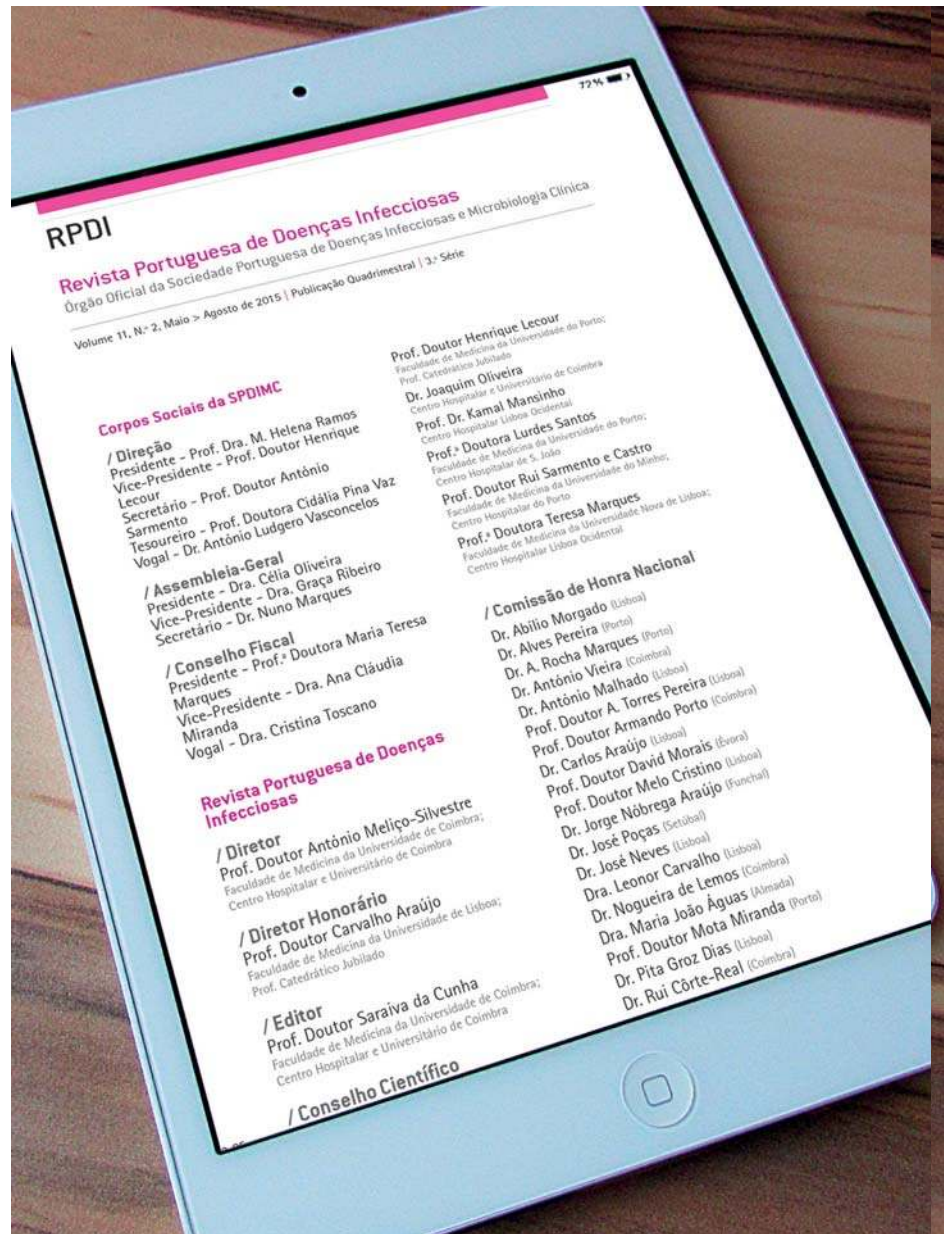 72%
RPDI
Revista Portuguesa de Doenças Infecciosas
Órgão Oficial da Sociedade Portuguesa de Doenças Infecciosas e Microbiologia Clínica
Volume 11, N.º 2, Maio > Agosto de 2015 | Publicação Quadrimestral | 3.ª Série
Corpos Sociais da SPDIMC
/ Direção
Presidente - Prof. Dra. M. Helena Ramos
Vice-Presidente - Prof. Doutor Henrique
Lecour
Secretário - Prof. Doutor António
Sarmento
Tesoureiro - Prof. Doutora Cidália Pina Vaz
Vogal - Dr. António Ludgero Vasconcelos
/ Assembleia-Geral
Presidente - Dra. Célia Oliveira
Vice-Presidente - Dra. Graça Ribeiro
Secretário - Dr. Nuno Marques
/ Conselho Fiscal
Presidente - Prof.ª Doutora Maria Teresa
Marques
Vice-Presidente - Dra. Ana Cláudia
Miranda
Vogal - Dra. Cristina Toscano
Revista Portuguesa de Doenças
Infecciosas
/ Diretor
Prof. Doutor António Meliço-Silvestre
Faculdade de Medicina da Universidade de Coimbra;
Centro Hospitalar e Universitário de Coimbra
/ Diretor Honorário
Prof. Doutor Carvalho Araújo
Faculdade de Medicina da Universidade de Lisboa;
Prof. Catedrático Jubilado
/ Editor
Prof. Doutor Saraiva da Cunha
Faculdade de Medicina da Universidade de Coimbra;
Centro Hospitalar e Universitário de Coimbra
/ Conselho Científico
Prof. Doutor Henrique Lecour
Faculdade de Medicina da Universidade do Porto;
Prof. Catedrático Jubilado
Dr. Joaquim Oliveira
Centro Hospitalar e Universitário de Coimbra
Prof. Dr. Kamal Mansinho
Centro Hospitalar Lisboa Ocidental
Prof.ª Doutora Lurdes Santos
Faculdade de Medicina da Universidade do Porto;
Centro Hospitalar de S. João
Prof. Doutor Rui Sarmento e Castro
Faculdade de Medicina da Universidade do Minho;
Centro Hospitalar do Porto
Prof.ª Doutora Teresa Marques
Faculdade de Medicina da Universidade Nova de Lisboa;
Centro Hospitalar Lisboa Ocidental
/ Comissão de Honra Nacional
Dr. Abílio Morgado (Lisboa)
Dr. Alves Pereira (Porto)
Dr. A. Rocha Marques (Porto)
Dr. António Vieira (Coimbra)
Dr. António Malhado (Lisboa)
Prof. Doutor A. Torres Pereira (Lisboa)
Prof. Doutor Armando Porto (Coimbra)
Dr. Carlos Araújo (Lisboa)
Prof. Doutor David Morais (Évora)
Prof. Doutor Melo Cristino (Lisboa)
Dr. Jorge Nóbrega Araújo (Funchal)
Dr. José Poças (Setúbal)
Dr. José Neves (Lisboa)
Dra. Leonor Carvalho (Lisboa)
Dr. Nogueira de Lemos (Coimbra)
Dra. Maria João Águas (Almada)
Prof. Doutor Mota Miranda (Porto)
Dr. Pita Groz Dias (Lisboa)
Dr. Rui Côrte-Real (Coimbra)